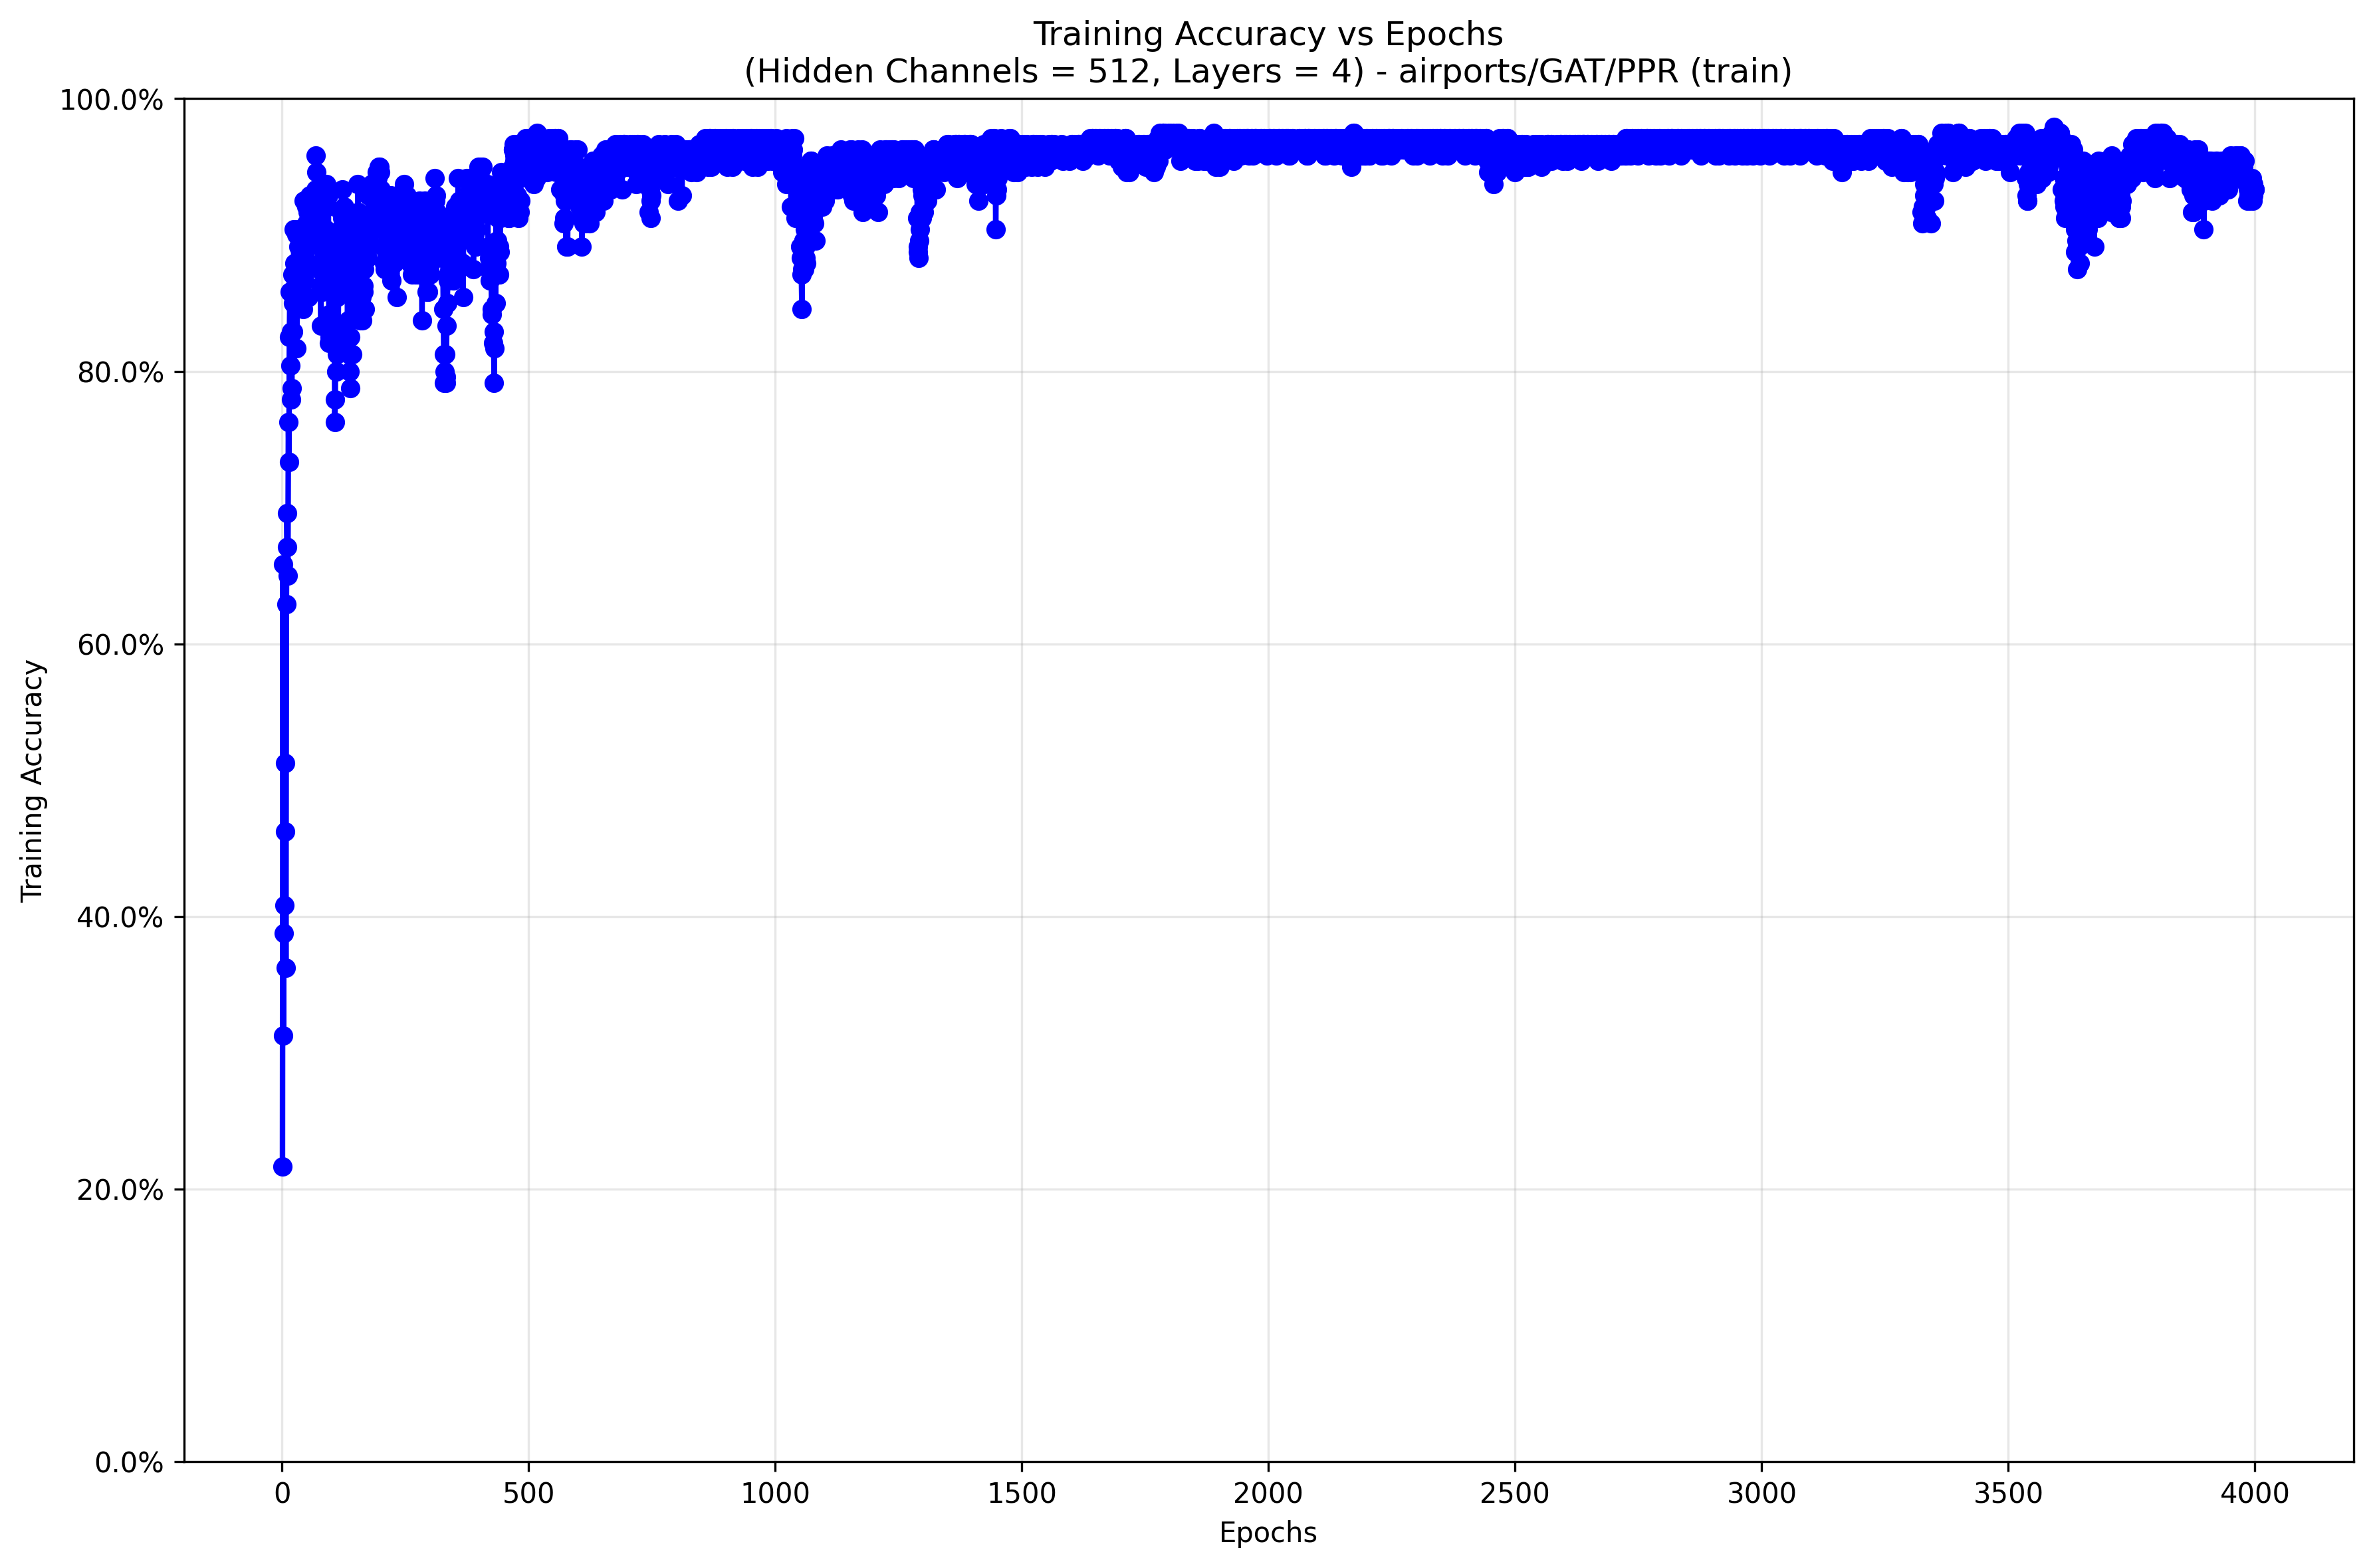 Training Accuracy vs Epochs
(Hidden Channels = 512, Layers = 4) - airports/GAT/PPR (train)
100.0%
80.0%
60.0%
40.0%
20.0%
0.0%
Training Accuracy
0 500 1000 1500 2000 2500 3000 3500 4000
Epochs